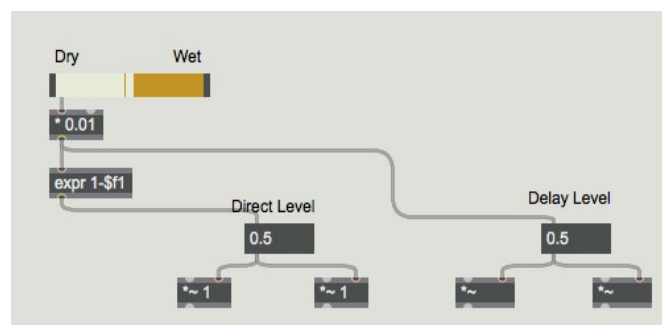 Dry Wet
* 0.01
expr 1-$f1
Direct Level
Delay Level
0.5
0.5
*~ 1
*~ 1
*~
*~